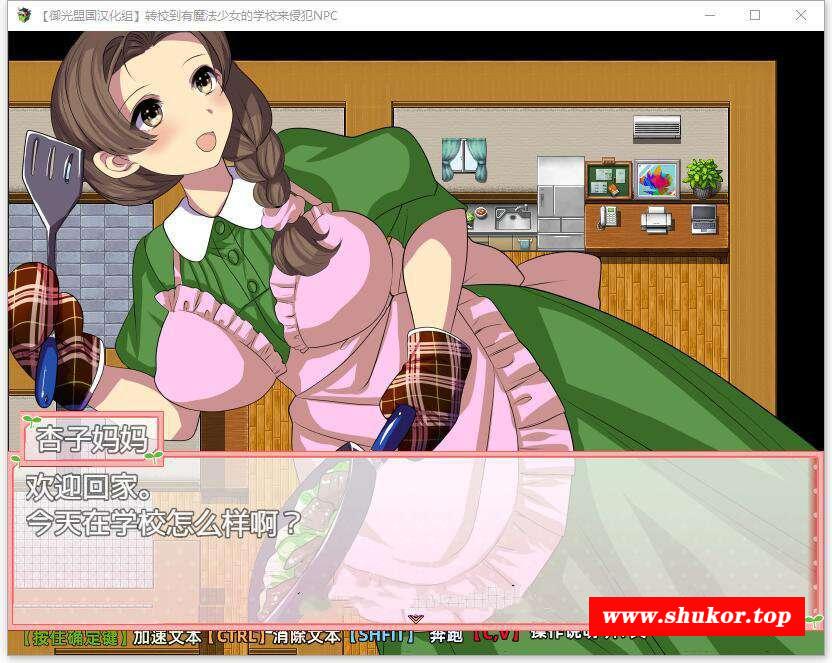 【御光盟国汉化组】转校到有魔法少女的学校来侵犯NPC
杏子妈妈
欢迎回家。
今天在学校怎么样啊？
www.shukor.top
【按住确定键】加速文本【CTRL】消除文本【SHFIT】 奔跑 【C,V】操作说明